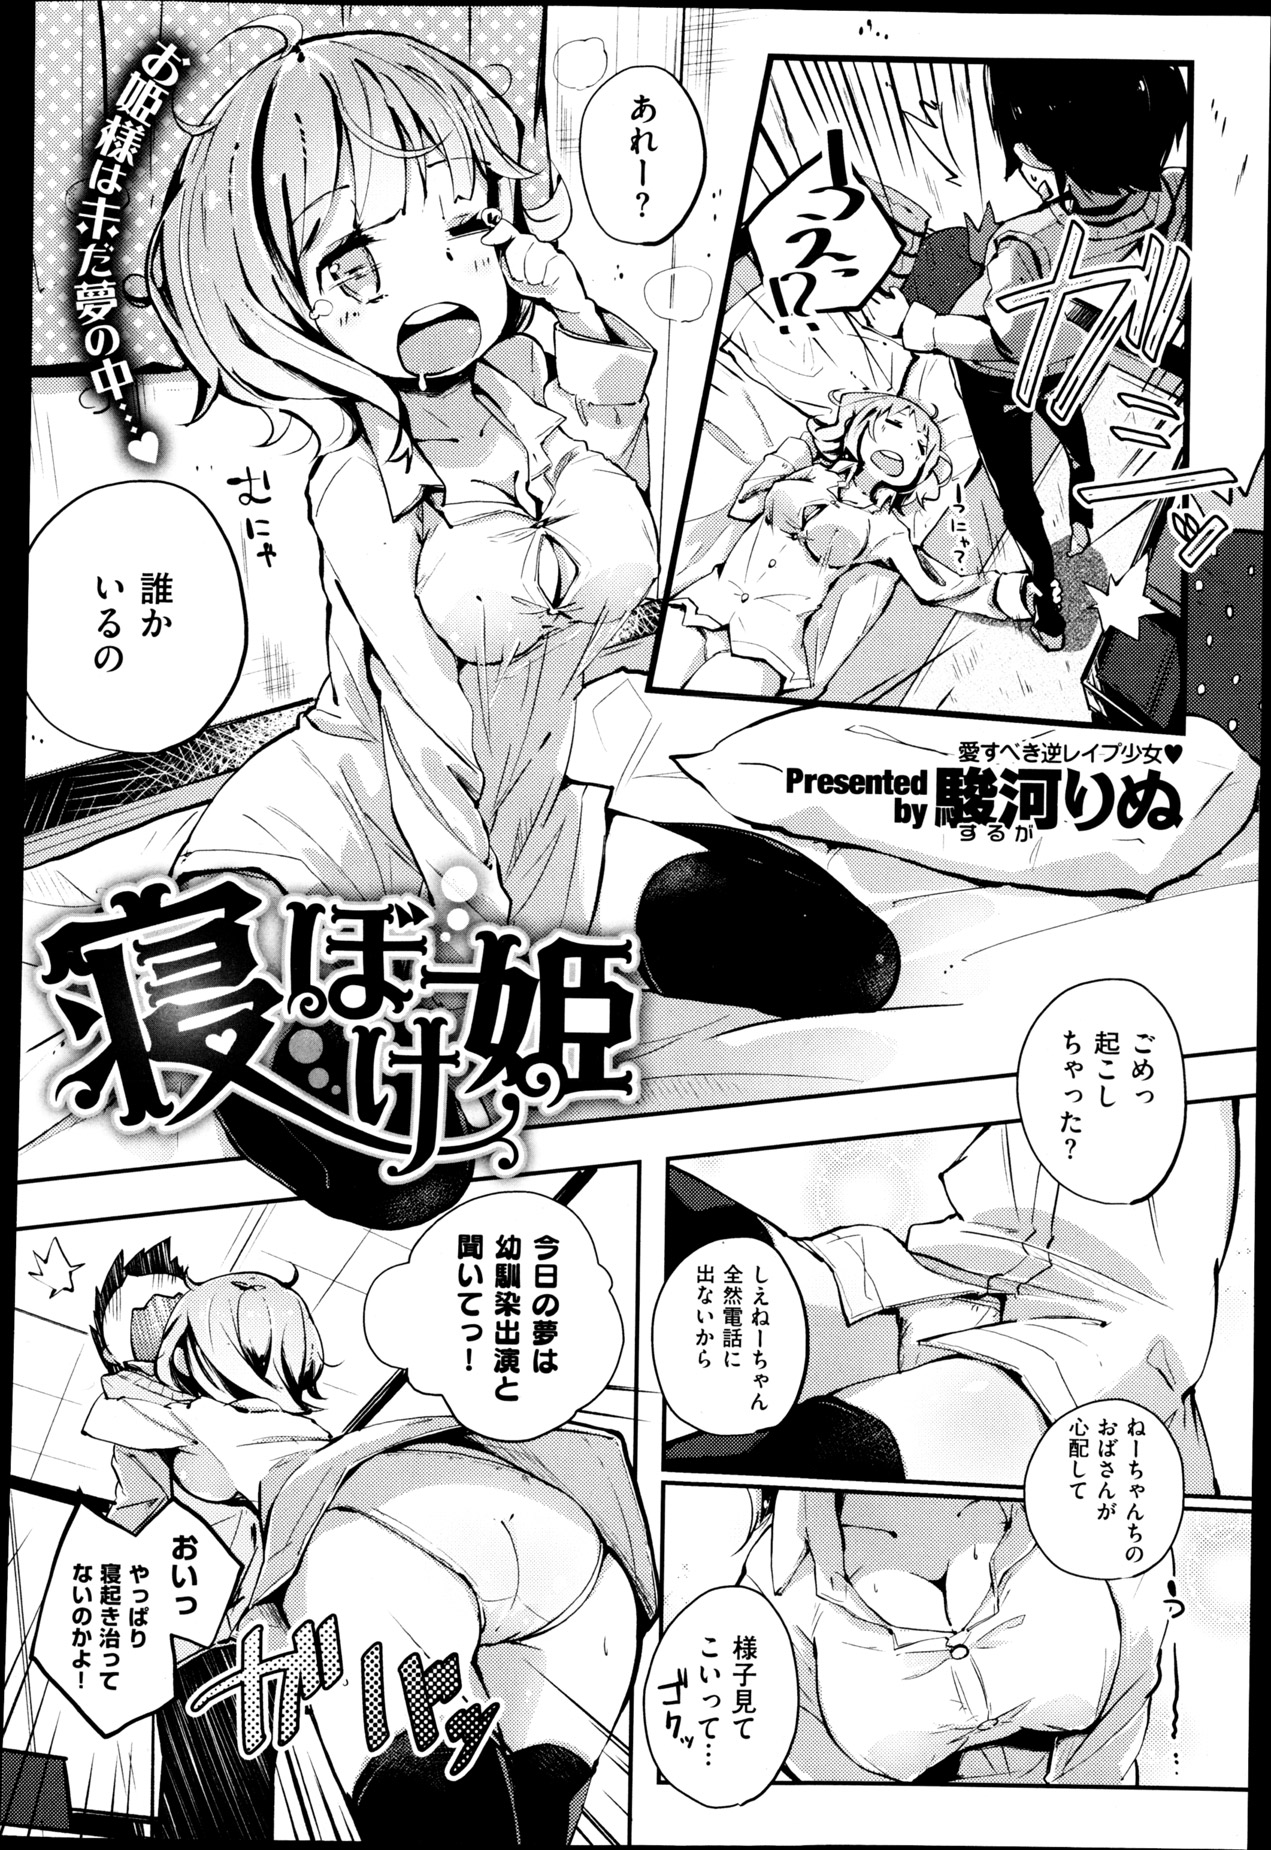 うえっ!?
ガターッ
つにゃ?
あれー?
お姫様は未だ夢の中…♥
むにゃ
誰か
いるの
愛すべき逆レイプ少女♥
Presented
by
駿河りぬ
するが
寝ぼけ姫
ごめっ
起こし
ちゃった?
しえねーちゃん
全然電話に
出ないから
ねーちゃんちの
おばさんが
心配して
様子見て
こいって…
ゴクッ
今日の夢は
幼馴染出演と
聞いてっ!
おいっ
やっぱり
寝起き治って
ないのかよ!
ガバッ